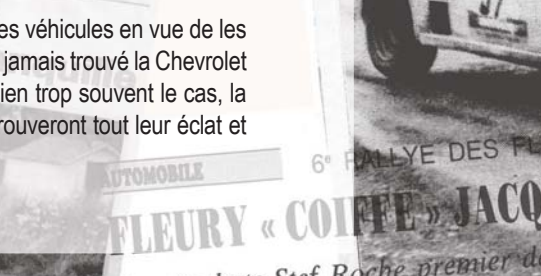 es véhicules en vue de les
jamais trouvé la Chevrolet
ien trop souvent le cas, la
rouveront tout leur éclat et
AUTOMOBILE
6e RALLYE DES FL
FLEURY « COIFFE » JACQ
Stef Roche premier d